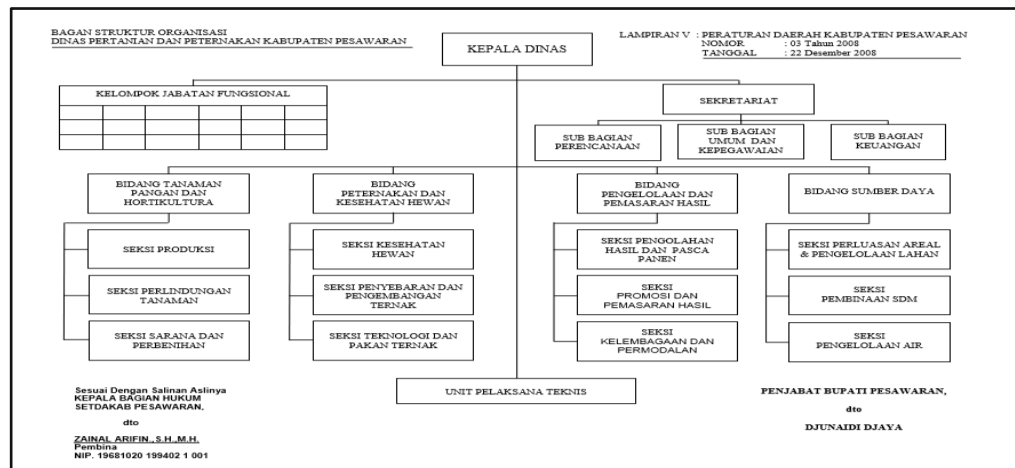 BAGAN STRUKTUR ORGANISASI
DINAS PERTANIAN DAN PETERNAKAN KABUPATEN PESAWARAN
KEPALA DINAS
LAMPIRAN V : PERATURAN DAERAH KABUPATEN PESAWARAN
NOMOR : 03 Tahun 2008
TANGGAL : 22 Desember 2008
KELOMPOK JABATAN FUNGSIONAL
SEKRETARIAT
SUB BAGIAN
PERENCANAAN
SUB BAGIAN
UMUM DAN
KEPEGAWAIAN
SUB BAGIAN
KEUANGAN
BIDANG TANAMAN
PANGAN DAN
HORTIKULTURA
BIDANG
PETERNAKAN DAN
KESEHATAN HEWAN
BIDANG
PENGELOLAAN DAN
PEMASARAN HASIL
BIDANG SUMBER DAYA
SEKSI PRODUKSI
SEKSI KESEHATAN
HEWAN
SEKSI PENGOLAHAN
HASIL DAN PASCA
PANEN
SEKSI PERLUASAN AREAL
& PENGELOLAAN LAHAN
SEKSI PERLINDUNGAN
TANAMAN
SEKSI PENYEBARAN DAN
PENGEMBANGAN
TERNAK
SEKSI
PROMOSI DAN
PEMASARAN HASIL
SEKSI
PEMBINAAN SDM
SEKSI SARANA DAN
PERBENIHAN
SEKSI TEKNOLOGI DAN
PAKAN TERNAK
SEKSI
KELEMBAGAAN DAN
PERMODALAN
SEKSI
PENGELOLAAN AIR
UNIT PELAKSANA TEKNIS
Sesuai Dengan Salinan Aslinya
KEPALA BAGIAN HUKUM
SETDAKAB PESAWARAN,
dto
ZAINAL ARIFIN.,S.H.,M.H.
Pembina
NIP. 19681020 199402 1 001
PENJABAT BUPATI PESAWARAN,
dto
DJUNAIDI DJAYA